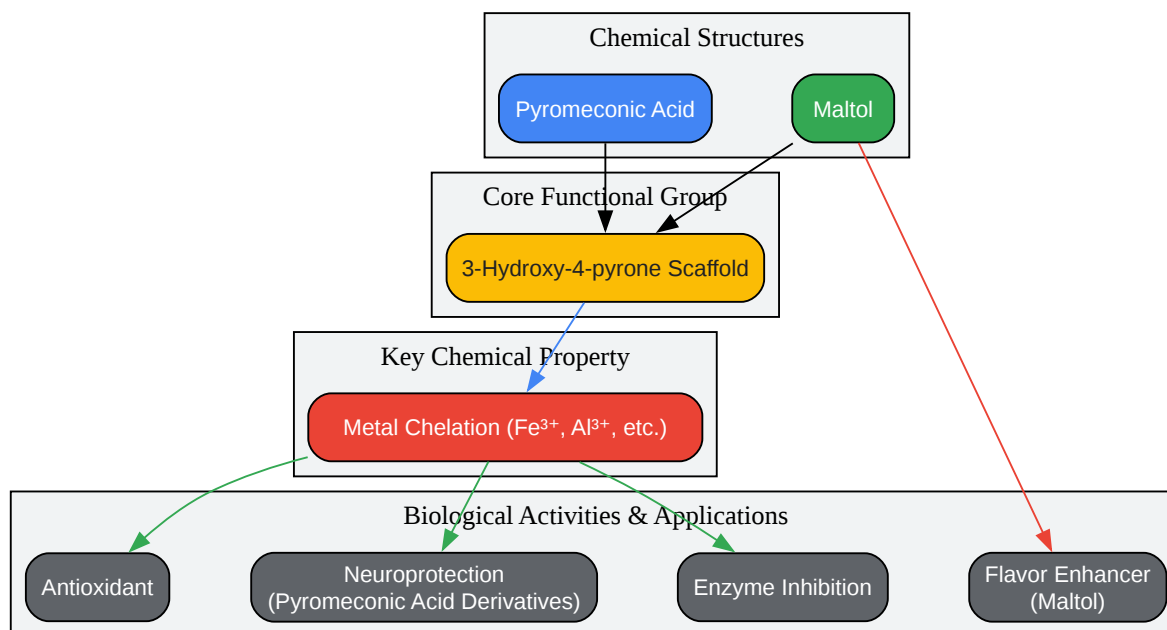 Chemical Structures
Pyromeconic Acid
Maltol
Core Functional Group
3-Hydroxy-4-pyrone Scaffold
Key Chemical Property
Metal Chelation (Fe³⁺, Al³⁺, etc.)
Biological Activities & Applications
Antioxidant
Neuroprotection
(Pyromeconic Acid Derivatives)
Enzyme Inhibition
Flavor Enhancer
(Maltol)